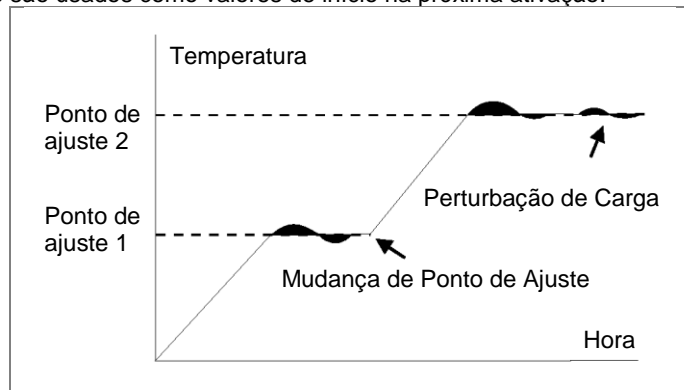 são usados como valores de início na próxima ativação.
Temperatura
Ponto de
ajuste 2
Perturbação de Carga
Ponto de
ajuste 1
Mudança de Ponto de Ajuste
Hora